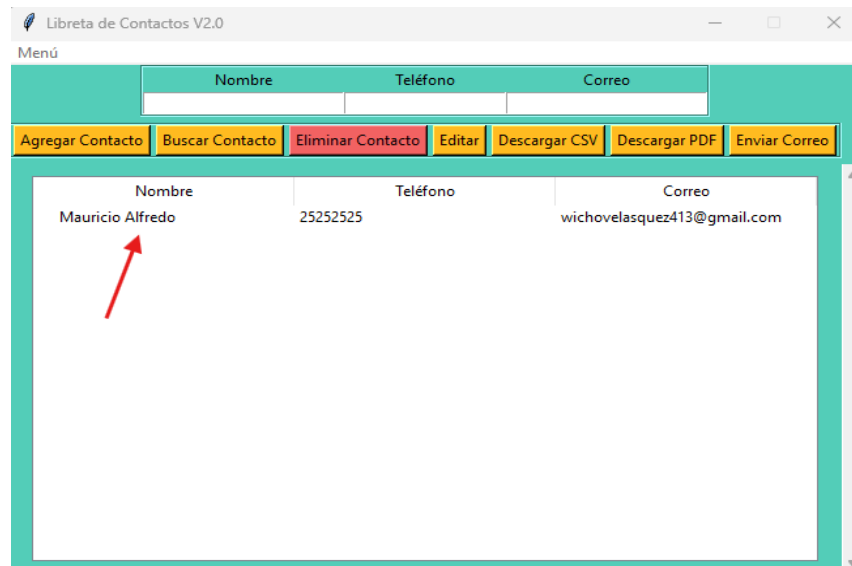 Libreta de Contactos V2.0
Menú
Nombre Teléfono Correo
Agregar Contacto Buscar Contacto Eliminar Contacto Editar Descargar CSV Descargar PDF Enviar Correo
Nombre Teléfono Correo
Mauricio Alfredo 25252525 wichovelasquez413@gmail.com